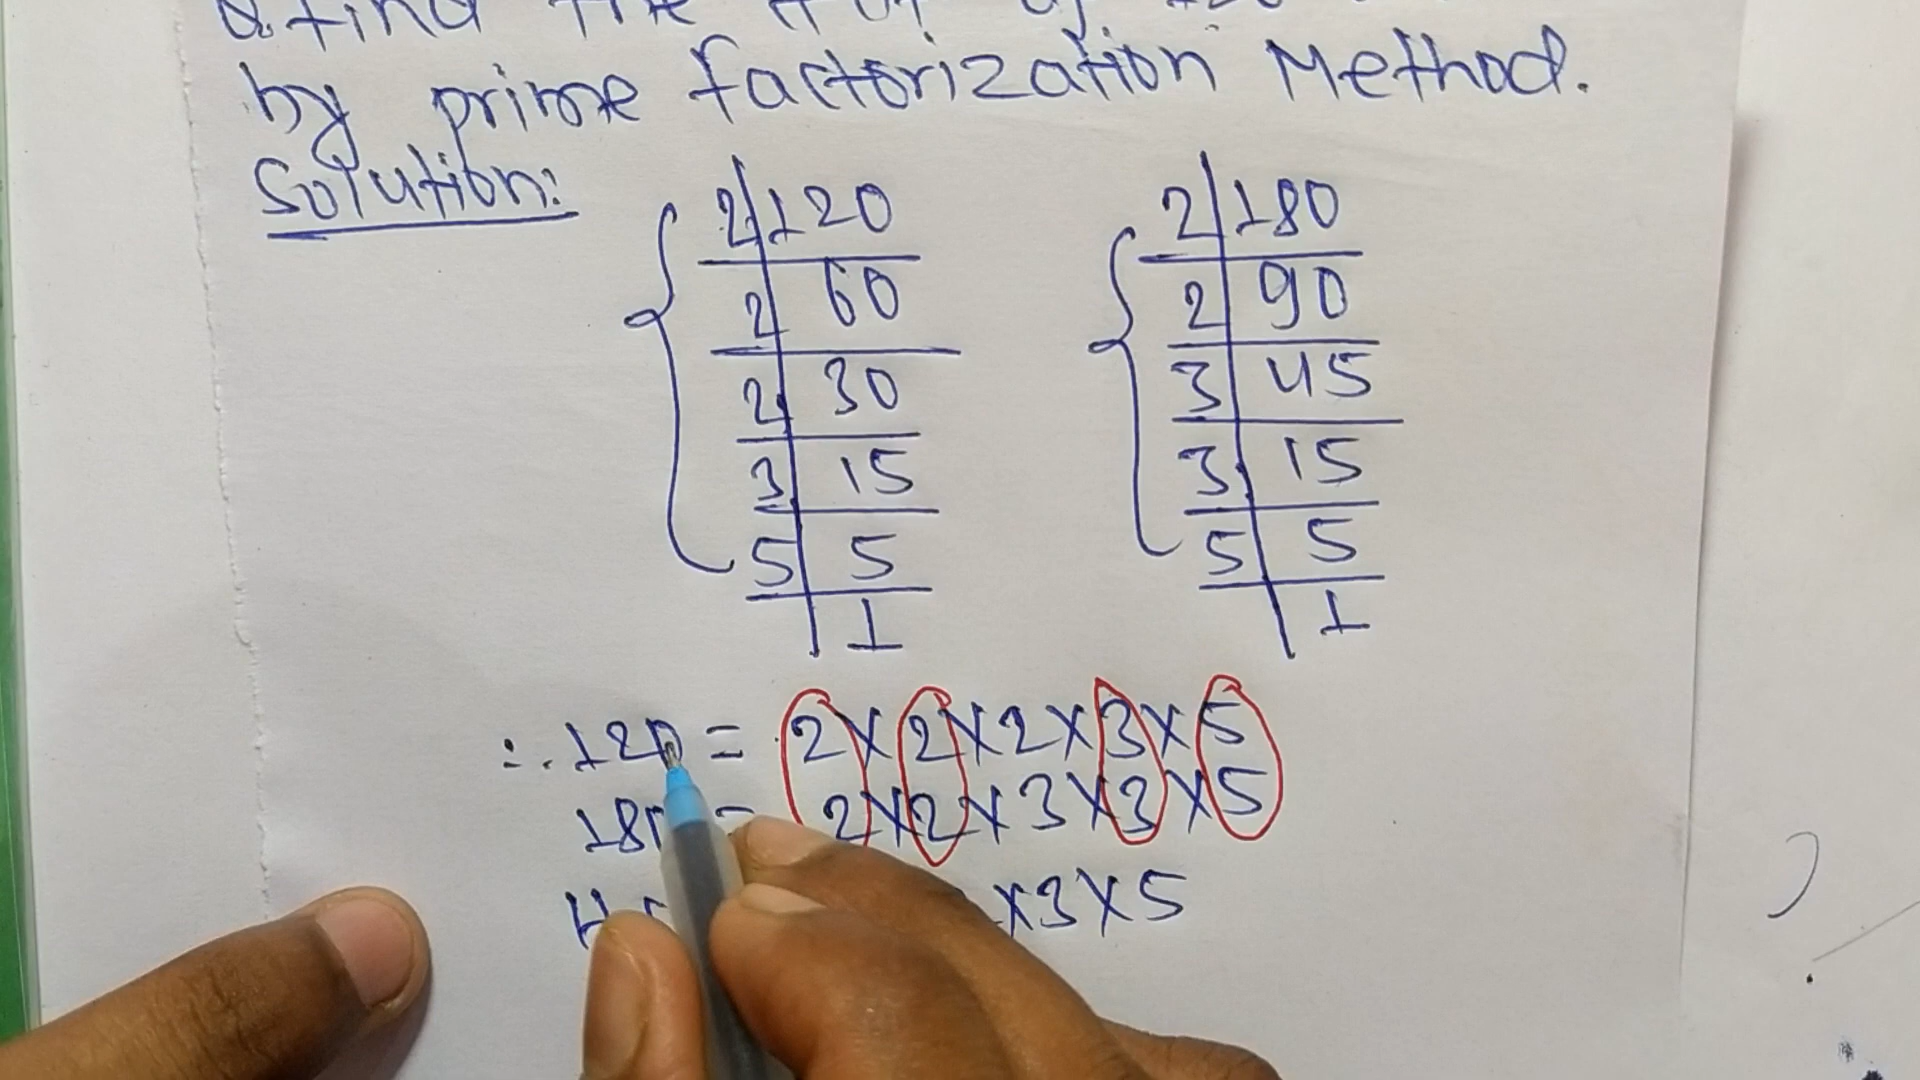 Q. Find the
by prime factorization Method.
Solution:
2 120 2 180
2 60 2 90
2 30 3 45
3 15 3 15
5 5 5 5
1 1
∴ 120 = 2×2×2×3×5
= 2×2×3×3×5
×3×5